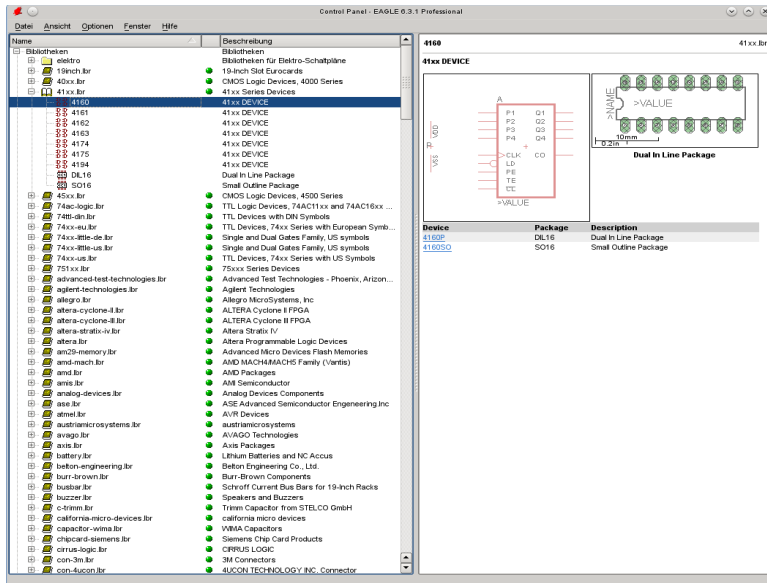 Control Panel - EAGLE 6.3.1 Professional
Datei Ansicht Optionen Fenster Hilfe
Name Beschreibung
Bibliotheken Bibliotheken
elektro Bibliotheken für Elektro-Schaltpläne
19inch.lbr 19-Inch Slot Eurocards
40xx.lbr CMOS Logic Devices, 4000 Series
41xx.lbr 41xx Series Devices
4160 41xx DEVICE
4161 41xx DEVICE
4162 41xx DEVICE
4163 41xx DEVICE
4174 41xx DEVICE
4175 41xx DEVICE
4194 41xx DEVICE
DIL16 Dual In Line Package
SO16 Small Outline Package
45xx.lbr CMOS Logic Devices, 4500 Series
74ac-logic.lbr TTL Logic Devices, 74AC11xx and 74AC16xx ...
74ttl-din.lbr TTL Devices with DIN Symbols
74xx-eu.lbr TTL Devices, 74xx Series with European Symb...
74xx-little-de.lbr Single and Dual Gates Family, US symbols
74xx-little-us.lbr Single and Dual Gates Family, US symbols
74xx-us.lbr TTL Devices, 74xx Series with US Symbols
751xx.lbr 75xxx Series Devices
advanced-test-technologies.lbr Advanced Test Technologies - Phoenix, Arizon...
agilent-technologies.lbr Agilent Technologies
allegro.lbr Allegro MicroSystems, Inc
altera-cyclone-II.lbr ALTERA Cyclone II FPGA
altera-cyclone-III.lbr ALTERA Cyclone III FPGA
altera-stratix-iv.lbr Altera Stratix IV
altera.lbr Altera Programmable Logic Devices
am29-memory.lbr Advanced Micro Devices Flash Memories
amd-mach.lbr AMD MACH4/MACH5 Family (Vantis)
amd.lbr AMD Packages
amis.lbr AMI Semiconductor
analog-devices.lbr Analog Devices Components
ase.lbr ASE Advanced Semiconductor Engeneering.Inc
atmel.lbr AVR Devices
austriamicrosystems.lbr austriamicrosystems
avago.lbr AVAGO Technologies
axis.lbr Axis Packages
battery.lbr Lithium Batteries and NC Accus
belton-engineering.lbr Belton Engineering Co., Ltd.
burr-brown.lbr Burr-Brown Components
busbar.lbr Schroff Current Bus Bars for 19-Inch Racks
buzzer.lbr Speakers and Buzzers
c-trimm.lbr Trimm Capacitor from STELCO GmbH
california-micro-devices.lbr california micro devices
capacitor-wima.lbr WIMA Capacitors
chipcard-siemens.lbr Siemens Chip Card Products
cirrus-logic.lbr CIRRUS LOGIC
con-3m.lbr 3M Connectors
con-4ucon.lbr 4UCON TECHNOLOGY INC. Connector
4160 41xx.lbr
41xx DEVICE
A
P1 Q1
P2 Q2
P3 Q3
P4 Q4
CLK CO
LD
PE
TE
CL
>VALUE
VDD
P
VSS
>NAME
>VALUE
10mm
0.2in
Dual In Line Package
Device Package Description
4160P DIL16 Dual In Line Package
4160SO SO16 Small Outline Package